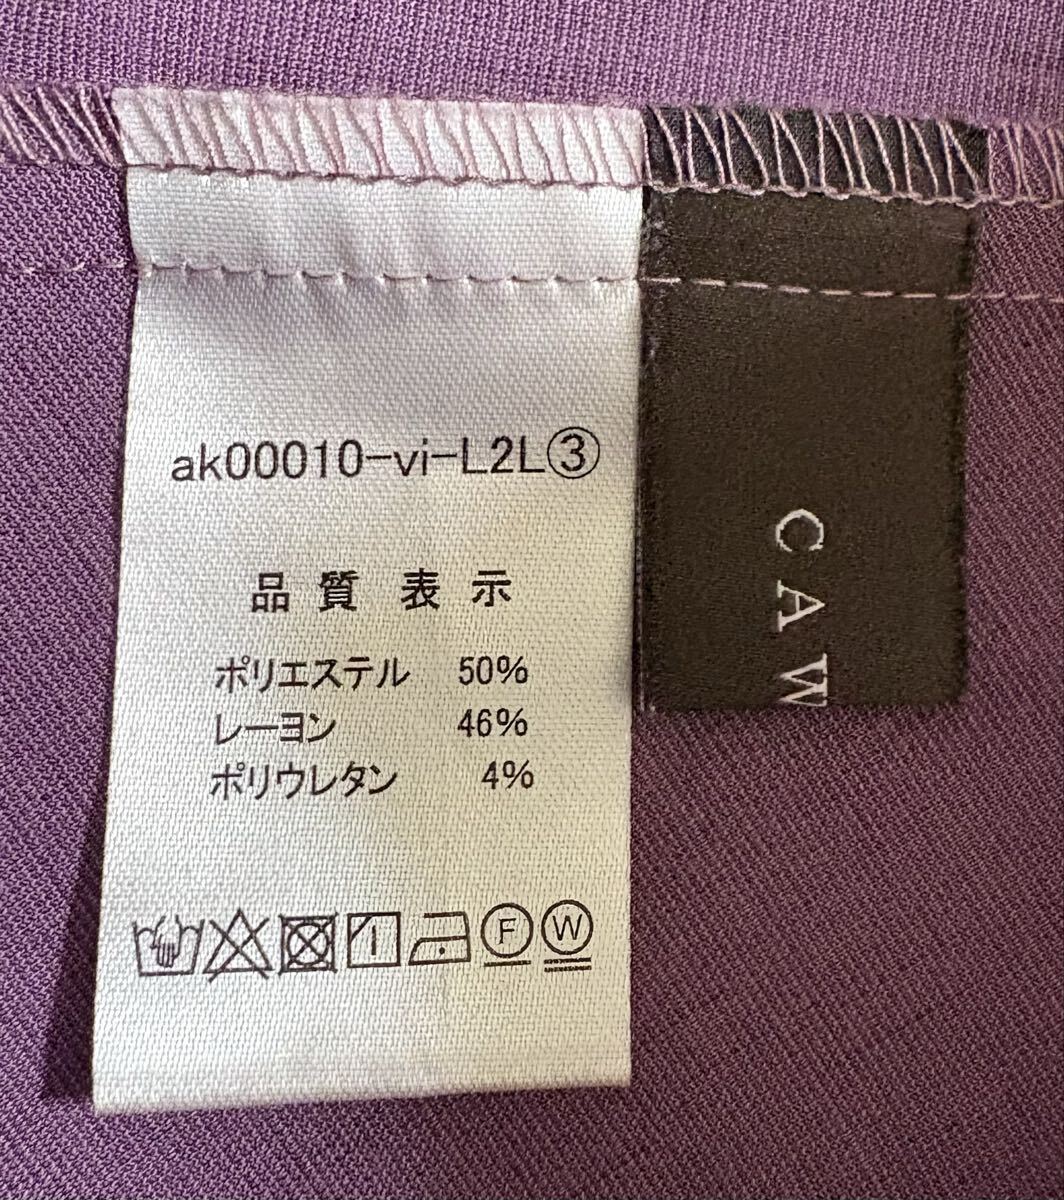 ak00010-vi-L2L③
品質表示
ポリエステル 50%
レーヨン 46%
ポリウレタン 4%
F W
CAW